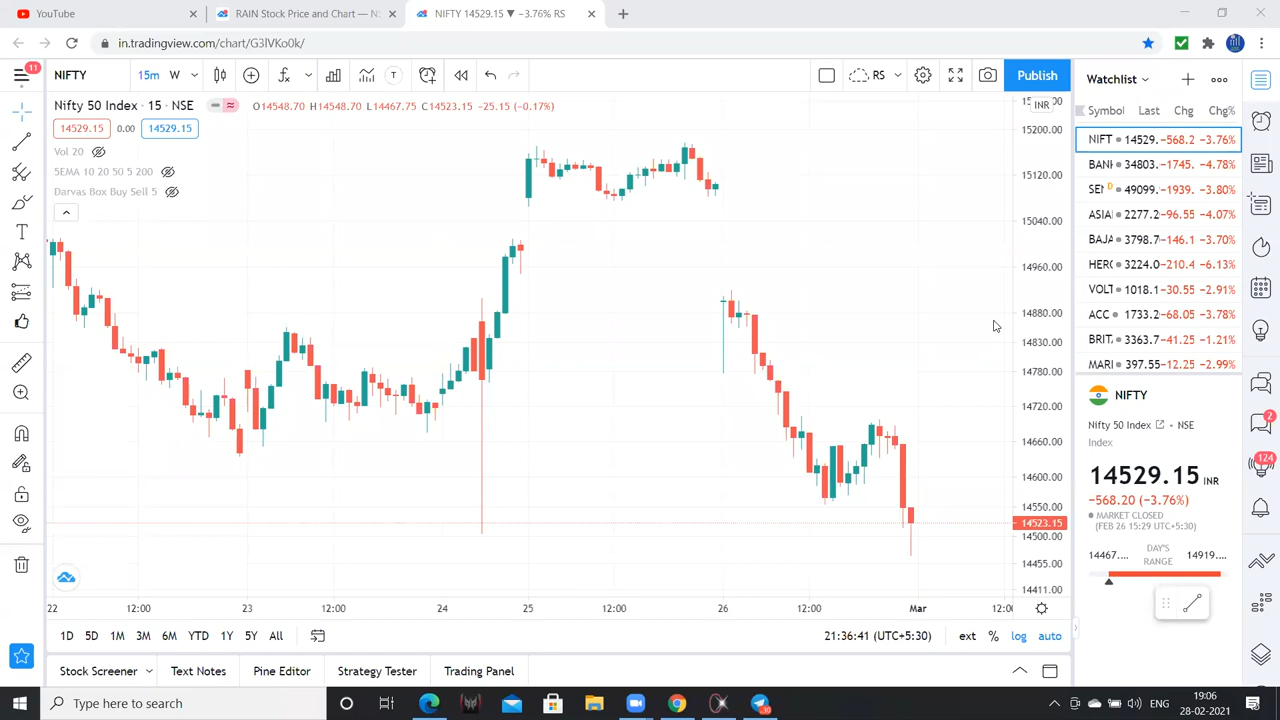 YouTube
RAIN Stock Price and Chart — NS
NIFTY 14529.15 ▼ −3.76% RS
in.tradingview.com/chart/G3lVKo0k/
11
NIFTY
15m W
T
RS
Publish
Watchlist
Nifty 50 Index · 15 · NSE
O14548.70 H14548.70 L14467.75 C14523.15 −25.15 (−0.17%)
INR
14529.15 0.00 14529.15
Vol 20
5EMA 10 20 50 5 200
Darvas Box Buy Sell 5
15200.00
15120.00
15040.00
14960.00
14880.00
14830.00
14780.00
14720.00
14660.00
14600.00
14550.00
14523.15
14500.00
14455.00
14411.00
22 12:00 23 12:00 24 25 12:00 26 12:00 Mar 12:00
1D 5D 1M 3M 6M YTD 1Y 5Y All
21:36:41 (UTC+5:30)
ext % log auto
Stock Screener
Text Notes
Pine Editor
Strategy Tester
Trading Panel
Symbol Last Chg Chg%
NIFT 14529. −568.2 −3.76%
BANK 34803. −1745. −4.78%
SEN D 49099. −1939. −3.80%
ASIA 2277.2 −96.55 −4.07%
BAJA 3798.7 −146.1 −3.70%
HERO 3224.0 −210.4 −6.13%
VOLT 1018.1 −30.55 −2.91%
ACC 1733.2 −68.05 −3.78%
BRIT 3363.7 −41.25 −1.21%
MARI 397.55 −12.25 −2.99%
NIFTY
Nifty 50 Index · NSE
Index
14529.15 INR
−568.20 (−3.76%)
MARKET CLOSED
(FEB 26 15:29 UTC+5:30)
14467.... DAY'S RANGE 14919....
2
124
Type here to search
30
ENG
19:06
28-02-2021
3